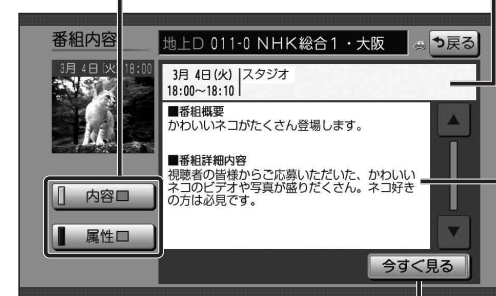 番組内容
地上D 011-0 NHK総合1・大阪
戻る
3月 4日(火) 18:00
3月 4日(火)
18:00~18:10
スタジオ
■番組概要
かわいいネコがたくさん登場します。
■番組詳細内容
視聴者の皆様からご応募いただいた、かわいい
ネコのビデオや写真が盛りだくさん。ネコ好き
の方は必見です。
内容
属性
今すぐ見る